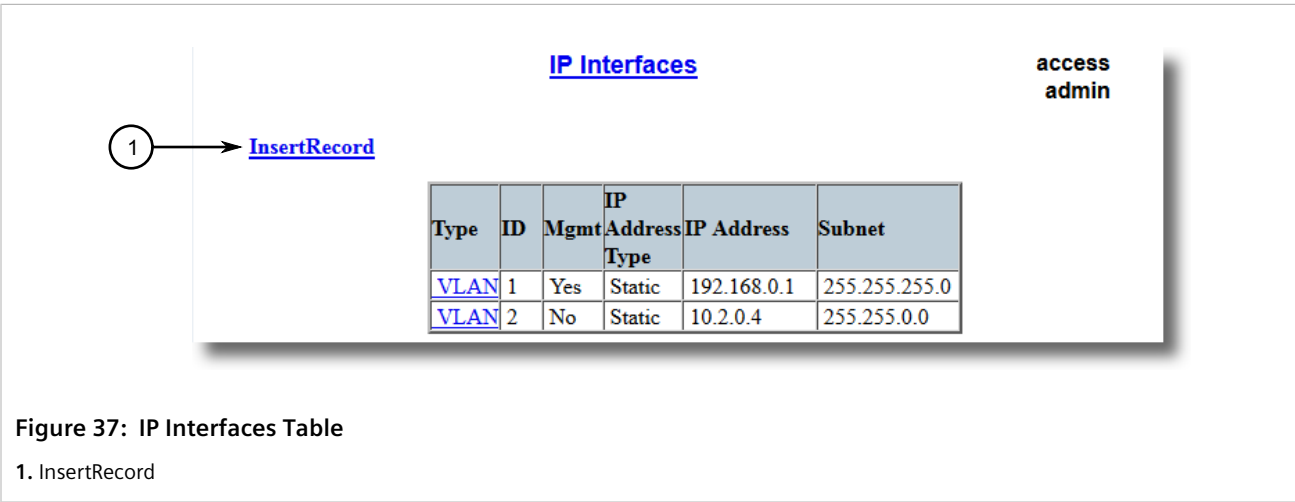 IP Interfaces
access
admin
1
InsertRecord
Type ID Mgmt IP Address Type IP Address Subnet
VLAN 1 Yes Static 192.168.0.1 255.255.255.0
VLAN 2 No Static 10.2.0.4 255.255.0.0
Figure 37: IP Interfaces Table
1. InsertRecord